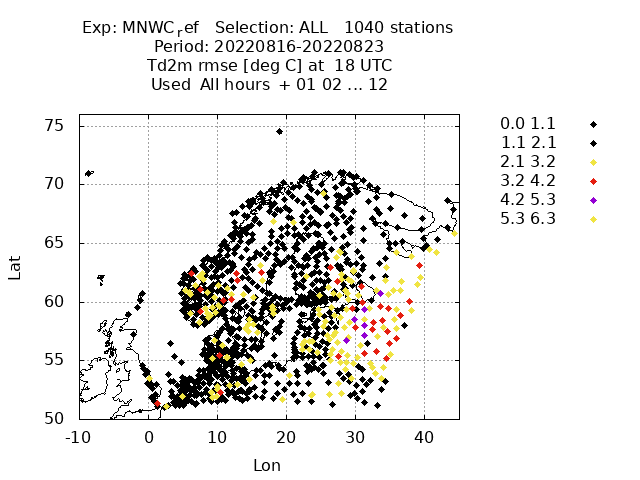 Exp: MNWC_ref   Selection: ALL   1040 stations
Period: 20220816-20220823
Td2m rmse [deg C] at  18 UTC
Used  All hours  + 01 02 ... 12
0.0 1.1
1.1 2.1
2.1 3.2
3.2 4.2
4.2 5.3
5.3 6.3
75
70
65
60
55
50
Lat
-10 0 10 20 30 40
Lon